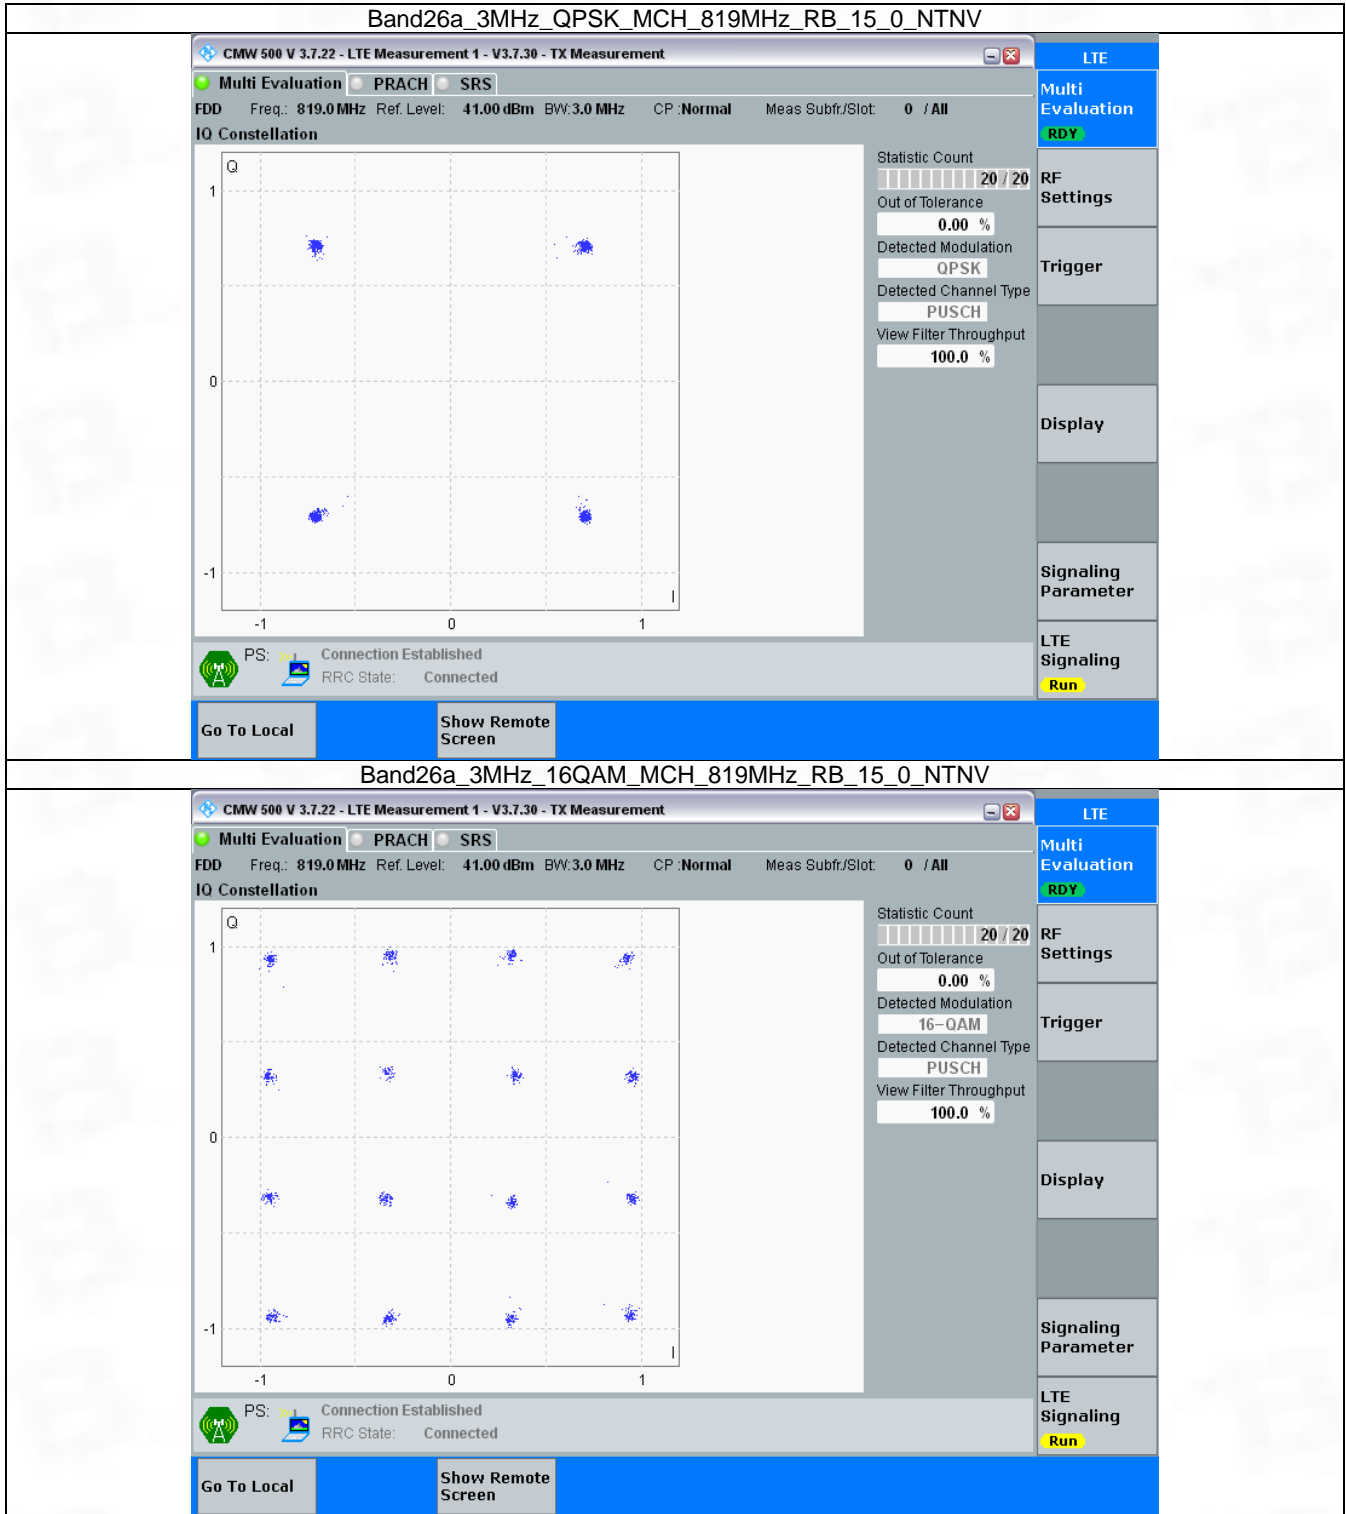 Band26a_3MHz_QPSK_MCH_819MHz_RB_15_0_NTNV
CMW 500 V 3.7.22 - LTE Measurement 1 - V3.7.30 - TX Measurement
LTE
Multi Evaluation PRACH SRS
Multi
Evaluation
RDY
FDD Freq.: 819.0 MHz Ref. Level: 41.00 dBm BW: 3.0 MHz CP : Normal Meas Subfr./Slot: 0 / All
IQ Constellation
Q
1
0
-1
I
-1 0 1
Statistic Count
20 / 20
Out of Tolerance
0.00 %
Detected Modulation
QPSK
Detected Channel Type
PUSCH
View Filter Throughput
100.0 %
RF
Settings
Trigger
Display
Signaling
Parameter
LTE
Signaling
Run
PS: Connection Established
RRC State: Connected
Go To Local
Show Remote
Screen
Band26a_3MHz_16QAM_MCH_819MHz_RB_15_0_NTNV
CMW 500 V 3.7.22 - LTE Measurement 1 - V3.7.30 - TX Measurement
LTE
Multi Evaluation PRACH SRS
Multi
Evaluation
RDY
FDD Freq.: 819.0 MHz Ref. Level: 41.00 dBm BW: 3.0 MHz CP : Normal Meas Subfr./Slot: 0 / All
IQ Constellation
Q
1
0
-1
I
-1 0 1
Statistic Count
20 / 20
Out of Tolerance
0.00 %
Detected Modulation
16-QAM
Detected Channel Type
PUSCH
View Filter Throughput
100.0 %
RF
Settings
Trigger
Display
Signaling
Parameter
LTE
Signaling
Run
PS: Connection Established
RRC State: Connected
Go To Local
Show Remote
Screen